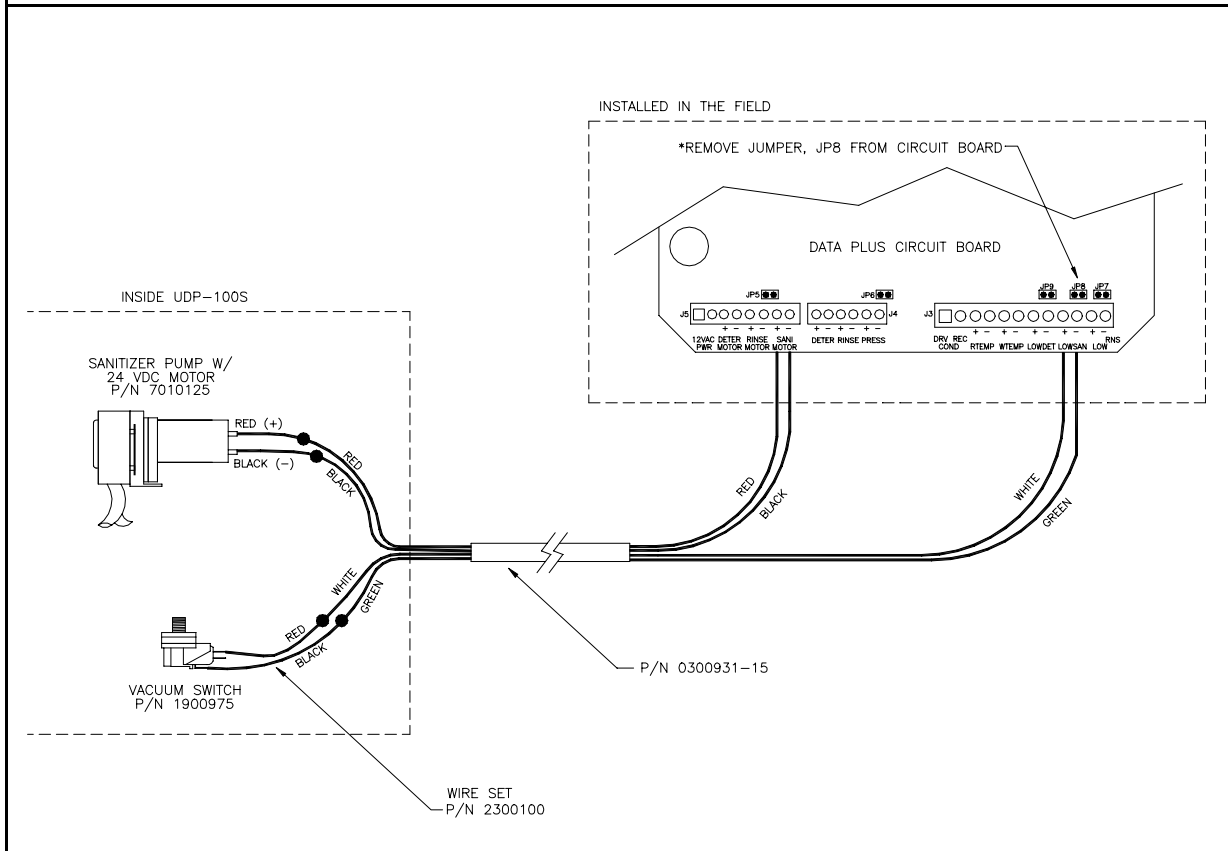 INSTALLED IN THE FIELD
*REMOVE JUMPER, JP8 FROM CIRCUIT BOARD
DATA PLUS CIRCUIT BOARD
JP5
JP6
JP9
JP8
JP7
J5
J4
J3
+ - + - + -
+ - + - + -
+ - + - + - + - + -
12VAC PWR
DETER MOTOR
RINSE MOTOR
SANI MOTOR
DETER RINSE PRESS
DRV REC
COND
RTEMP WTEMP LOWDET LOWSAN LOW
RNS
INSIDE UDP-100S
SANITIZER PUMP W/
24 VDC MOTOR
P/N 7010125
RED (+)
BLACK (-)
RED
BLACK
RED
BLACK
WHITE
GREEN
WHITE
GREEN
RED
BLACK
P/N 0300931-15
VACUUM SWITCH
P/N 1900975
WIRE SET
P/N 2300100